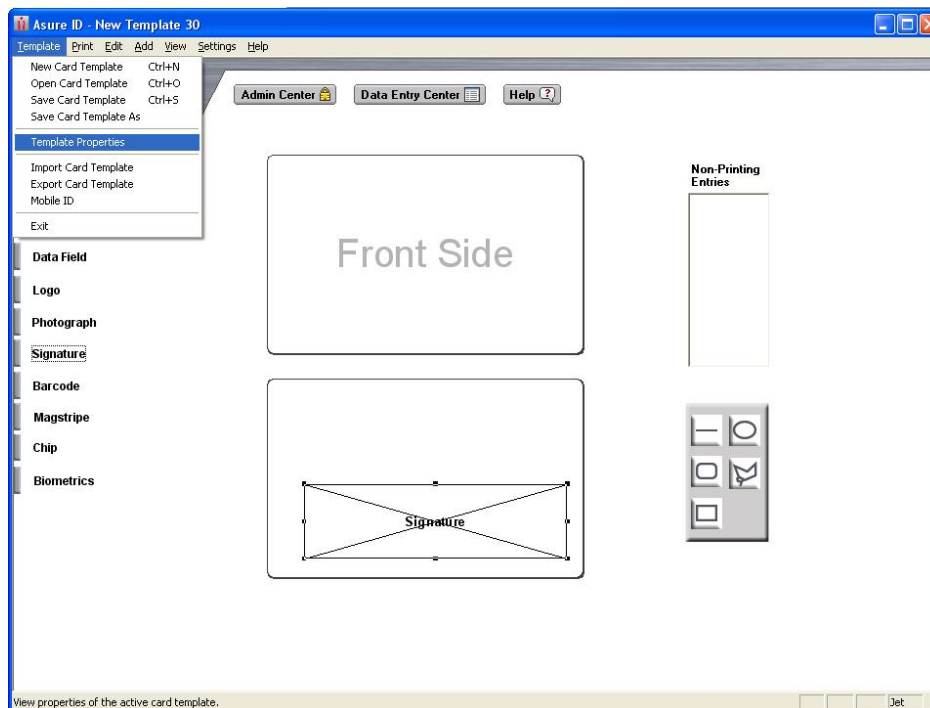 Asure ID - New Template 30
Template Print Edit Add View Settings Help
New Card Template Ctrl+N
Open Card Template Ctrl+O
Save Card Template Ctrl+S
Save Card Template As
Template Properties
Import Card Template
Export Card Template
Mobile ID
Exit
Admin Center
Data Entry Center
Help ?
Data Field
Logo
Photograph
Signature
Barcode
Magstripe
Chip
Biometrics
Front Side
Signature
Non-Printing
Entries
View properties of the active card template.
Jet